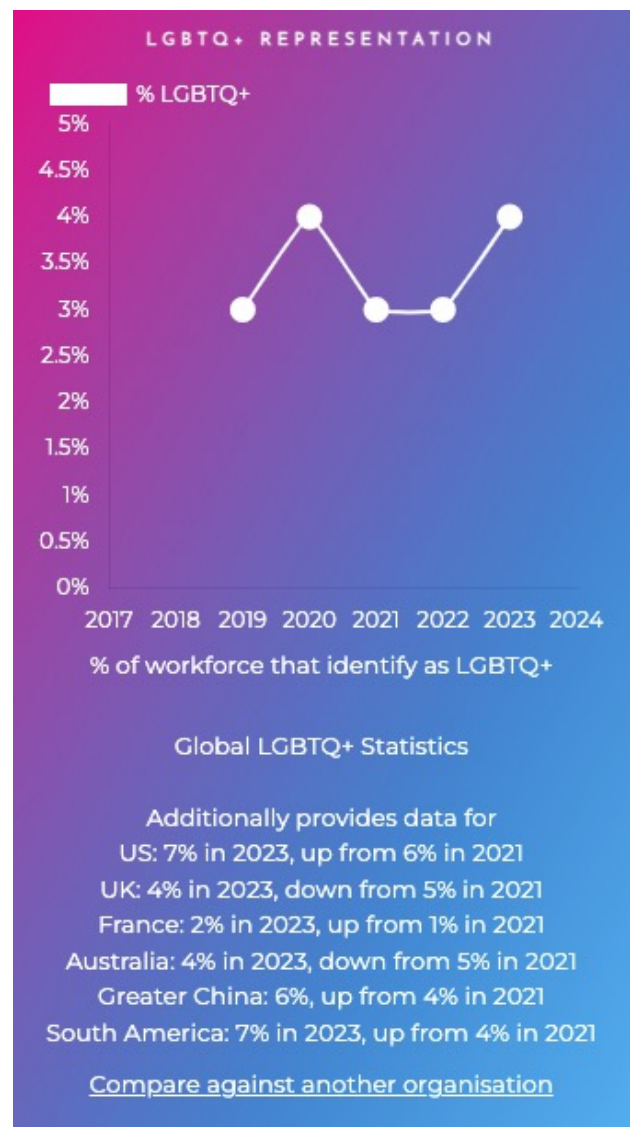 LGBTQ+ REPRESENTATION
% LGBTQ+
5%
4.5%
4%
3.5%
3%
2.5%
2%
1.5%
1%
0.5%
0%
2017 2018 2019 2020 2021 2022 2023 2024
% of workforce that identify as LGBTQ+
Global LGBTQ+ Statistics
Additionally provides data for
US: 7% in 2023, up from 6% in 2021
UK: 4% in 2023, down from 5% in 2021
France: 2% in 2023, up from 1% in 2021
Australia: 4% in 2023, down from 5% in 2021
Greater China: 6%, up from 4% in 2021
South America: 7% in 2023, up from 4% in 2021
Compare against another organisation